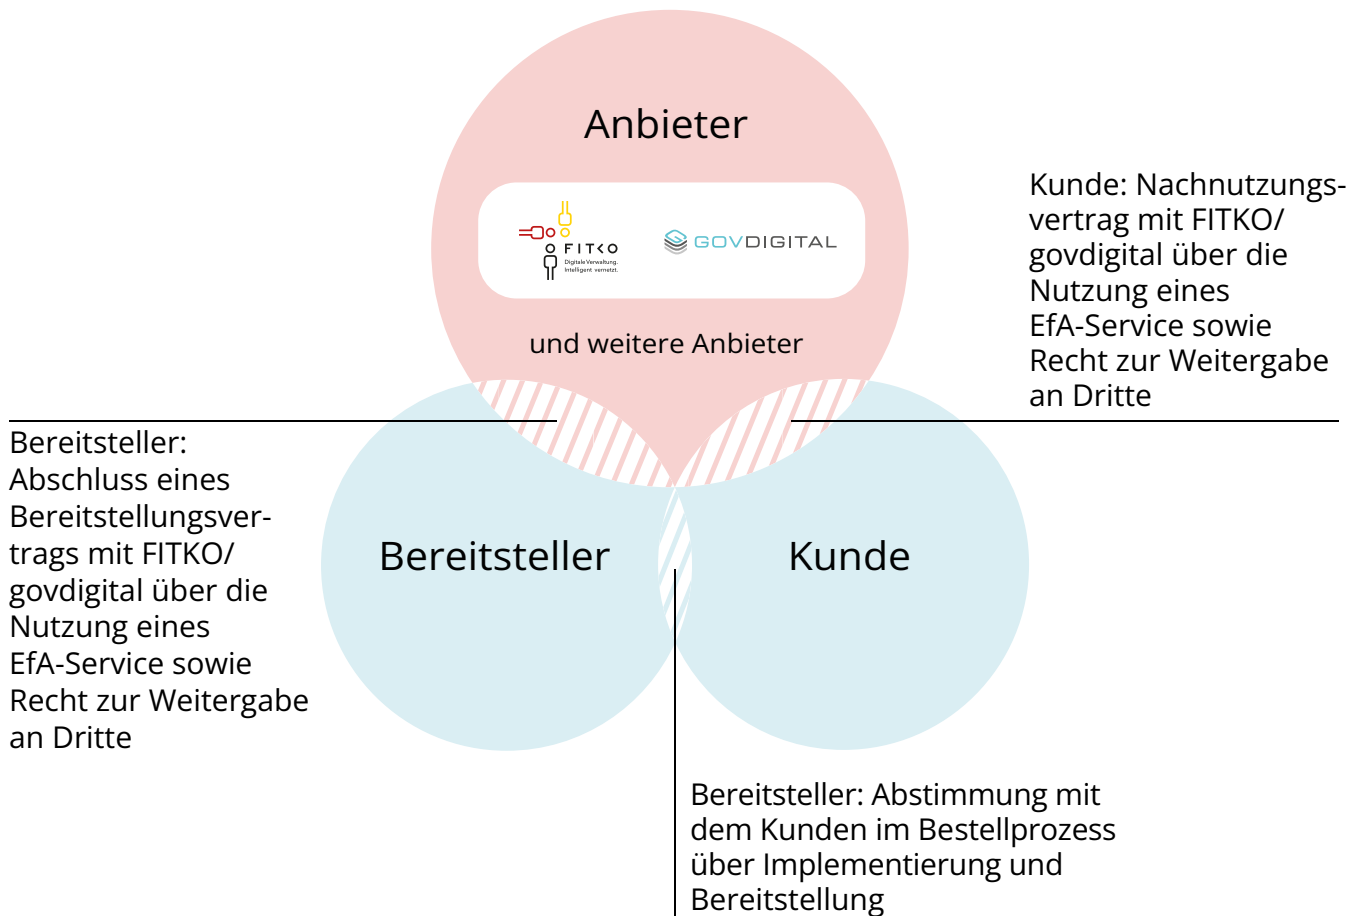 Anbieter
FITKO
Digitale Verwaltung.
Intelligent vernetzt.
GOVDIGITAL
und weitere Anbieter
Kunde: Nachnutzungs-
vertrag mit FITKO/
govdigital über die
Nutzung eines
EfA-Service sowie
Recht zur Weitergabe
an Dritte
Bereitsteller:
Abschluss eines
Bereitstellungsver-
trags mit FITKO/
govdigital über die
Nutzung eines
EfA-Service sowie
Recht zur Weitergabe
an Dritte
Bereitsteller
Kunde
Bereitsteller: Abstimmung mit
dem Kunden im Bestellprozess
über Implementierung und
Bereitstellung